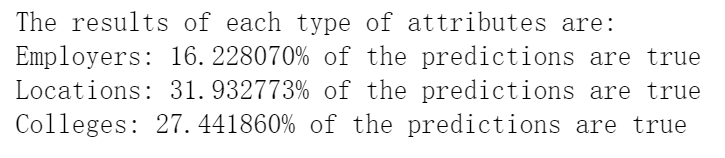 The results of each type of attributes are:
Employers: 16.228070% of the predictions are true
Locations: 31.932773% of the predictions are true
Colleges: 27.441860% of the predictions are true